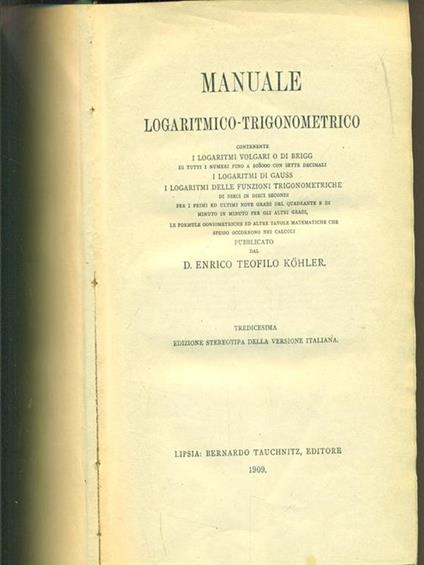 MANUALE
LOGARITMICO-TRIGONOMETRICO
CONTENENTE
I LOGARITMI VOLGARI O DI BRIGG
DI TUTTI I NUMERI FINO A 108000 CON SETTE DECIMALI
I LOGARITMI DI GAUSS
I LOGARITMI DELLE FUNZIONI TRIGONOMETRICHE
DI DIECI IN DIECI SECONDI
PER I PRIMI ED ULTIMI NOVE GRADI DEL QUADRANTE E DI
MINUTO IN MINUTO PER GLI ALTRI GRADI,
LE FORMULE GONIOMETRICHE ED ALTRE TAVOLE MATEMATICHE CHE
SPESSO OCCORRONO NEI CALCOLI
PUBBLICATO
DAL
D. ENRICO TEOFILO KÖHLER.
TREDICESIMA
EDIZIONE STEREOTIPA DELLA VERSIONE ITALIANA.
LIPSIA: BERNARDO TAUCHNITZ, EDITORE
1909.